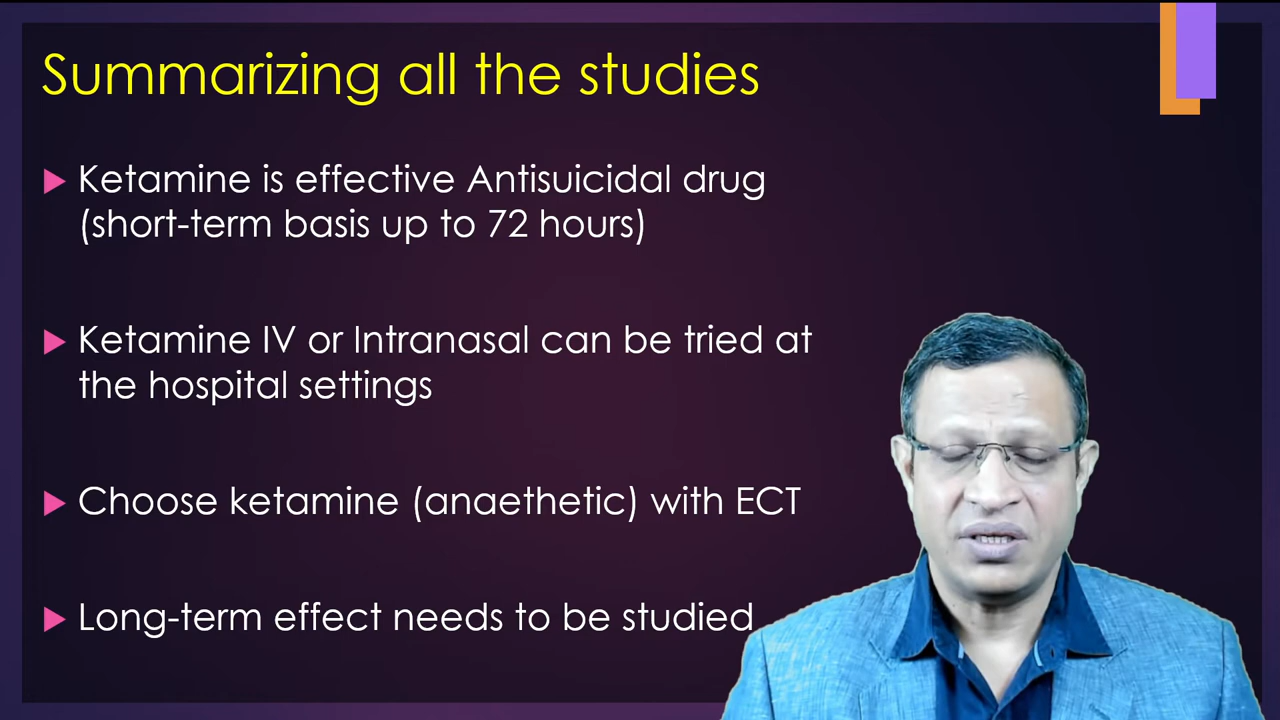 Summarizing all the studies
Ketamine is effective Antisuicidal drug
(short-term basis up to 72 hours)
Ketamine IV or Intranasal can be tried at
the hospital settings
Choose ketamine (anaethetic) with ECT
Long-term effect needs to be studied